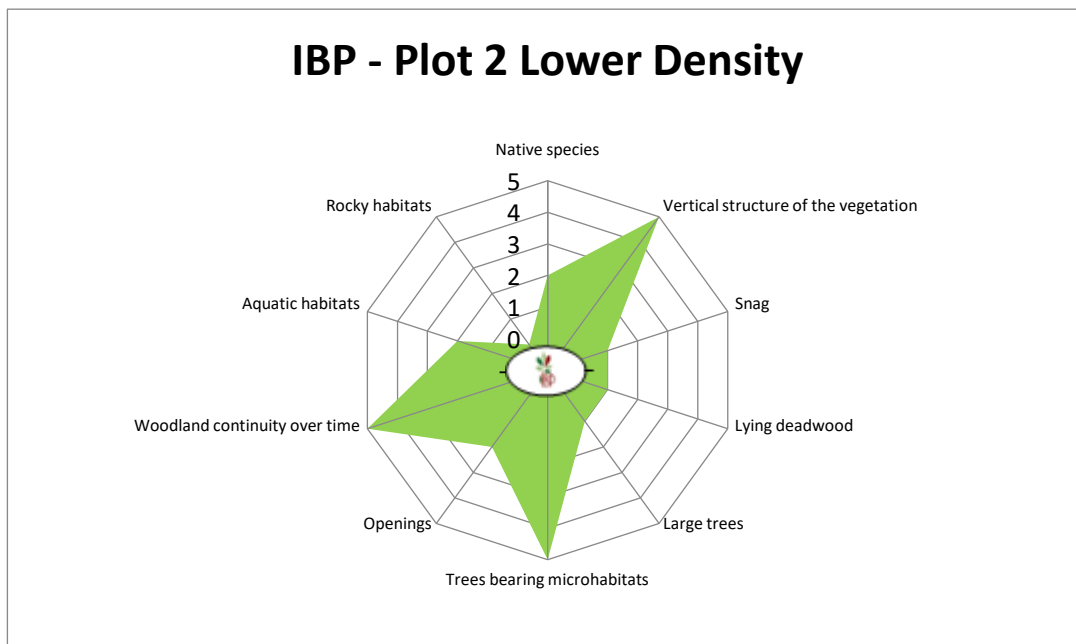 IBP - Plot 2 Lower Density
Native species
5
4
3
2
1
0
Vertical structure of the vegetation
Snag
Lying deadwood
Large trees
Trees bearing microhabitats
Openings
Woodland continuity over time
Aquatic habitats
Rocky habitats